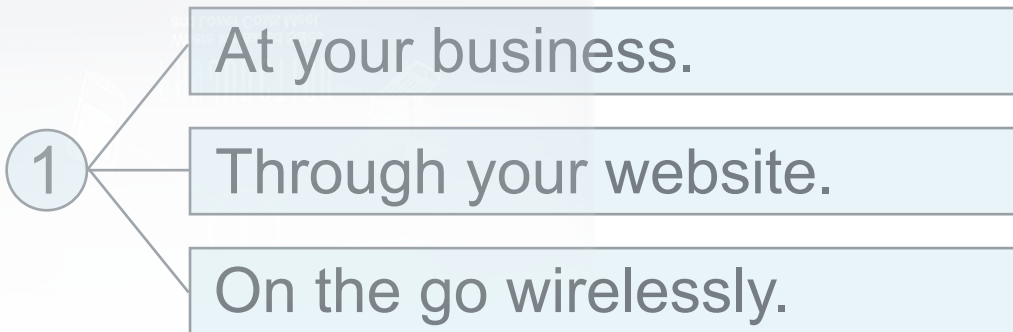 At your business.
1
Through your website.
On the go wirelessly.